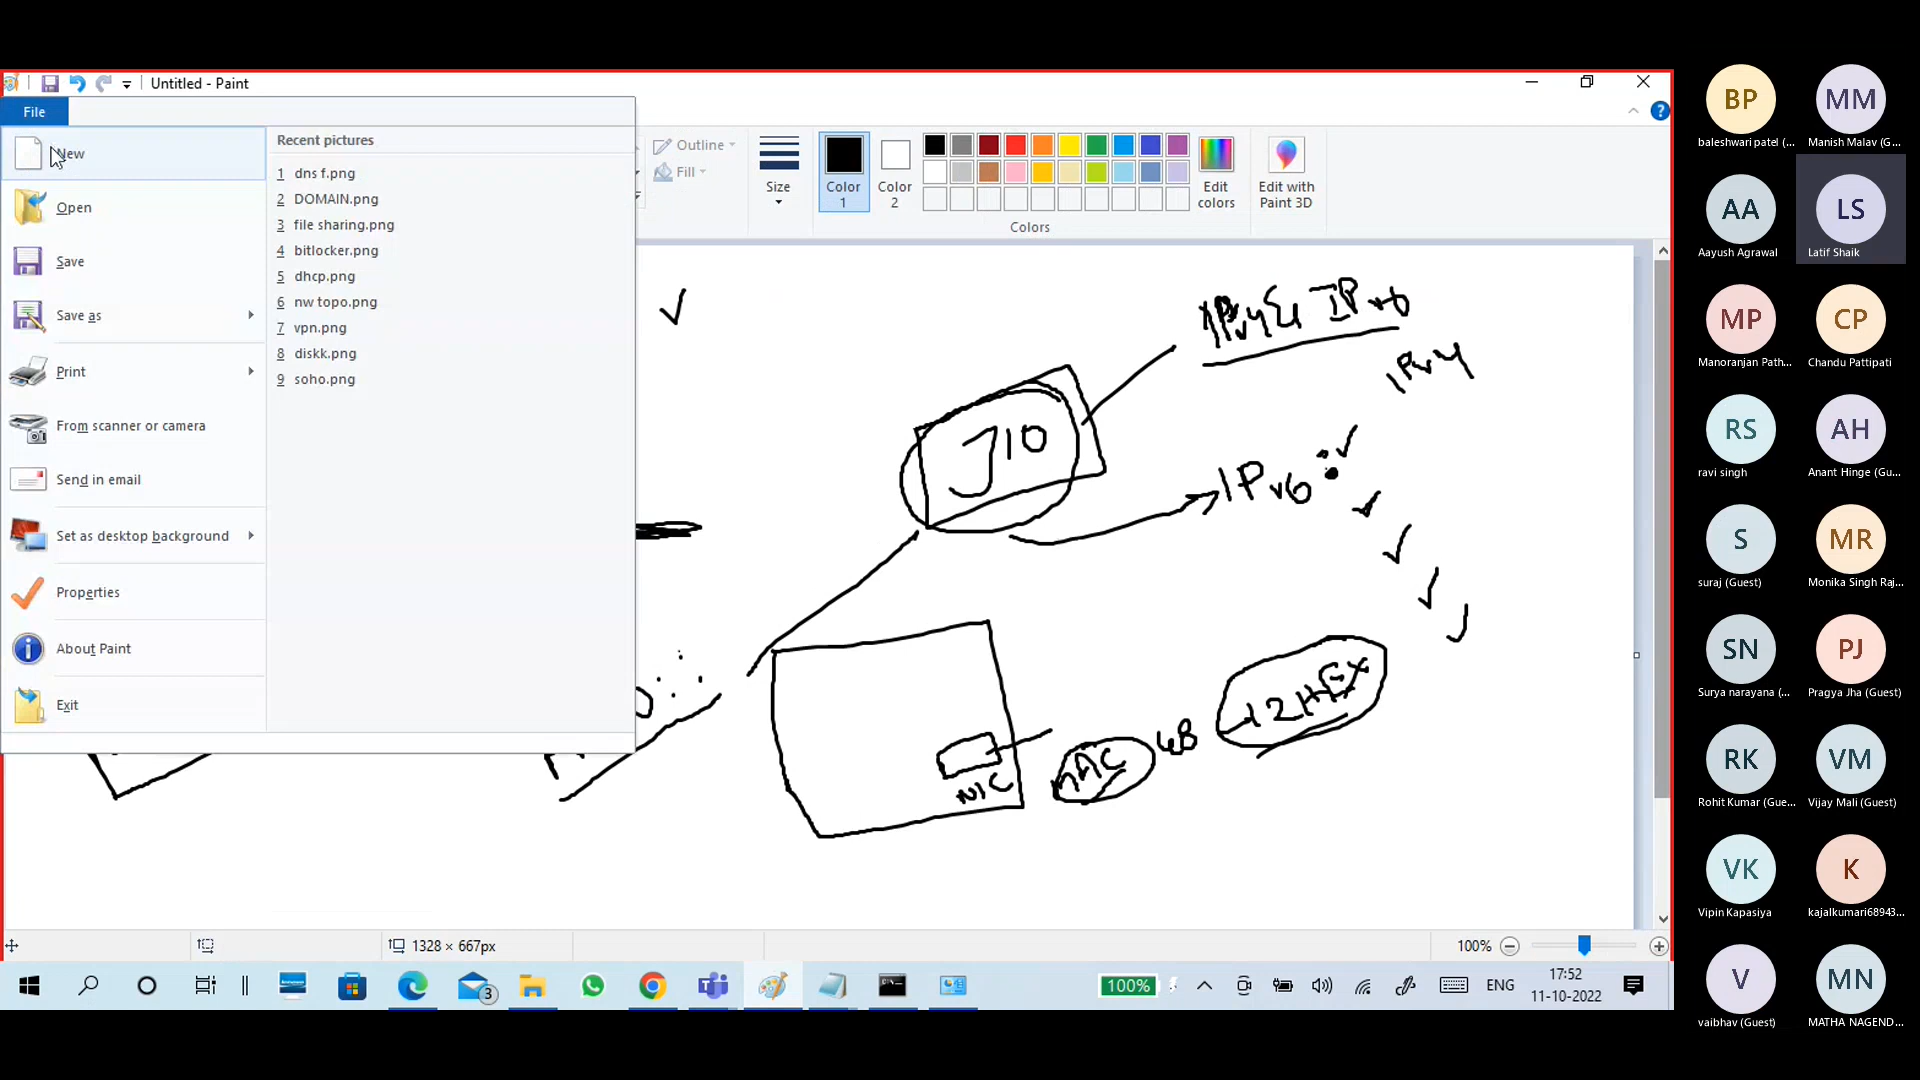 Untitled - Paint
File
New
Open
Save
Save as
Print
From scanner or camera
Send in email
Set as desktop background
Properties
About Paint
Exit
Recent pictures
1 dns f.png
2 DOMAIN.png
3 file sharing.png
4 bitlocker.png
5 dhcp.png
6 nw topo.png
7 vpn.png
8 diskk.png
9 soho.png
Outline
Fill
Size
Color 1
Color 2
Edit colors
Edit with Paint 3D
Colors
IPv4 & IPv6
IPv4
JIO
IPv6
12HEX
48
MAC
NIC
1328 × 667px
100%
3
100%
ENG
17:52
11-10-2022
BP
baleshwari patel (...
MM
Manish Malav (G...
AA
Aayush Agrawal
LS
Latif Shaik
MP
Manoranjan Path...
CP
Chandu Pattipati
RS
ravi singh
AH
Anant Hinge (Gu...
S
suraj (Guest)
MR
Monika Singh Raj...
SN
Surya narayana (...
PJ
Pragya Jha (Guest)
RK
Rohit Kumar (Gue...
VM
Vijay Mali (Guest)
VK
Vipin Kapasiya
K
kajalkumari68943...
V
vaibhav (Guest)
MN
MATHA NAGEND...